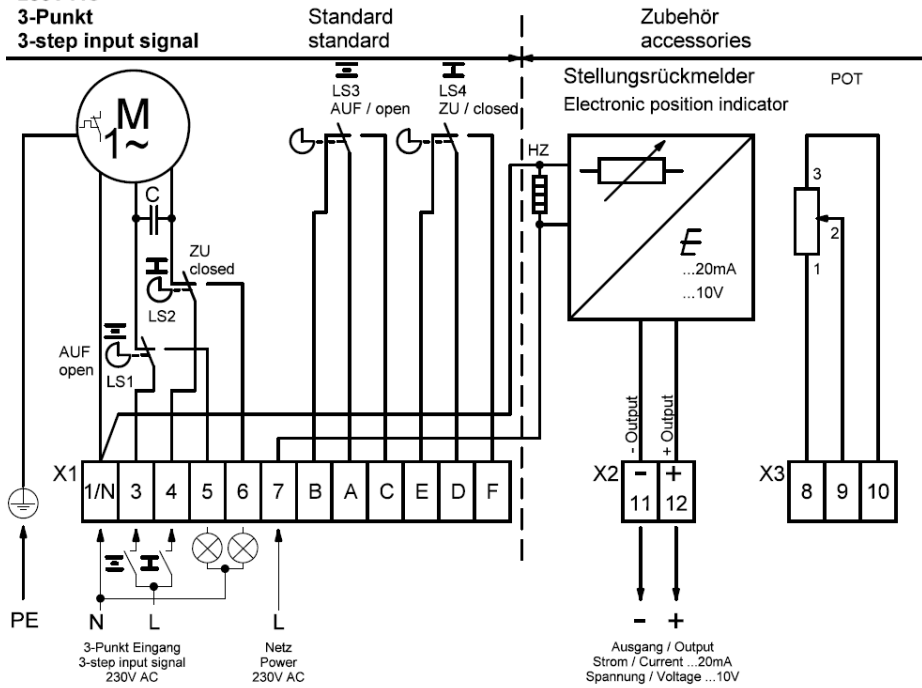 3-Punkt
3-step input signal
Standard
standard
Zubehör
accessories
LS3
AUF / open
LS4
ZU / closed
Stellungsrückmelder
Electronic position indicator
POT
M
1~
HZ
C
3
2
1
E
...20mA
...10V
ZU
closed
LS2
AUF
open
LS1
- Output
+ Output
X1
1/N 3 4 5 6 7 B A C E D F
X2
- +
11 12
X3
8 9 10
PE
N
L
L
- +
3-Punkt Eingang
3-step input signal
230V AC
Netz
Power
230V AC
Ausgang / Output
Strom / Current ...20mA
Spannung / Voltage ...10V